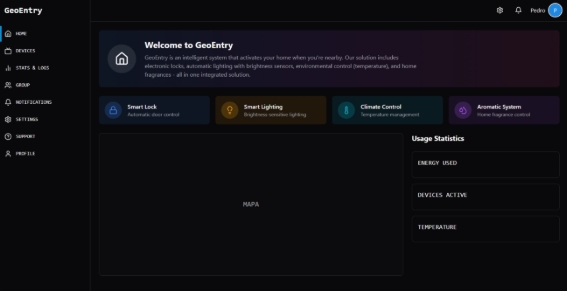 GeoEntry
Pedro
P
HOME
DEVICES
STATS & LOGS
GROUP
NOTIFICATIONS
SETTINGS
SUPPORT
PROFILE
Welcome to GeoEntry
GeoEntry is an intelligent system that activates your home when you're nearby. Our solution includes
electronic locks, automatic lighting with brightness sensors, environmental control (temperature), and home
fragrances - all in one integrated solution.
Smart Lock
Automatic door control
Smart Lighting
Brightness-sensitive lighting
Climate Control
Temperature management
Aromatic System
Home fragrance control
MAPA
Usage Statistics
ENERGY USED
DEVICES ACTIVE
TEMPERATURE